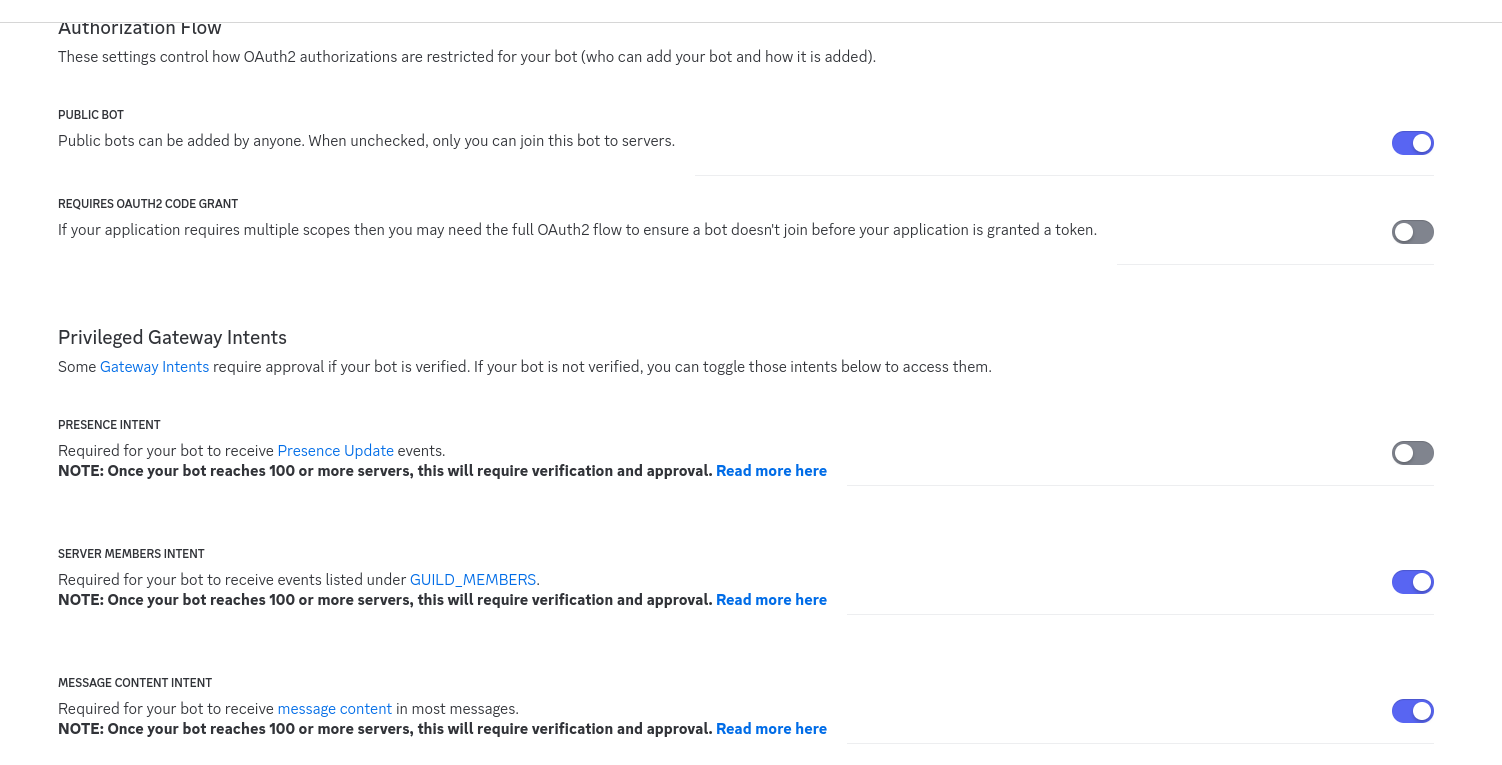 Authorization Flow
These settings control how OAuth2 authorizations are restricted for your bot (who can add your bot and how it is added).
PUBLIC BOT
Public bots can be added by anyone. When unchecked, only you can join this bot to servers.
REQUIRES OAUTH2 CODE GRANT
If your application requires multiple scopes then you may need the full OAuth2 flow to ensure a bot doesn't join before your application is granted a token.
Privileged Gateway Intents
Some Gateway Intents require approval if your bot is verified. If your bot is not verified, you can toggle those intents below to access them.
PRESENCE INTENT
Required for your bot to receive Presence Update events.
NOTE: Once your bot reaches 100 or more servers, this will require verification and approval. Read more here
SERVER MEMBERS INTENT
Required for your bot to receive events listed under GUILD_MEMBERS.
NOTE: Once your bot reaches 100 or more servers, this will require verification and approval. Read more here
MESSAGE CONTENT INTENT
Required for your bot to receive message content in most messages.
NOTE: Once your bot reaches 100 or more servers, this will require verification and approval. Read more here